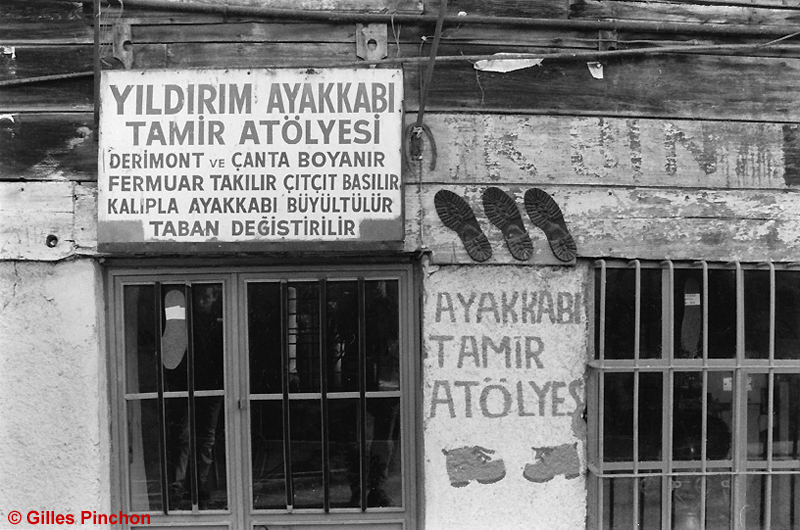 YILDIRIM AYAKKABI
TAMİR ATÖLYESİ
DERİMONT VE ÇANTA BOYANIR
FERMUAR TAKILIR ÇITÇIT BASILIR
KALIPLA AYAKKABI BÜYÜLTÜLÜR
TABAN DEĞİSTİRİLİR
AYAKKABI
TAMİR
ATÖLYES
© Gilles Pinchon